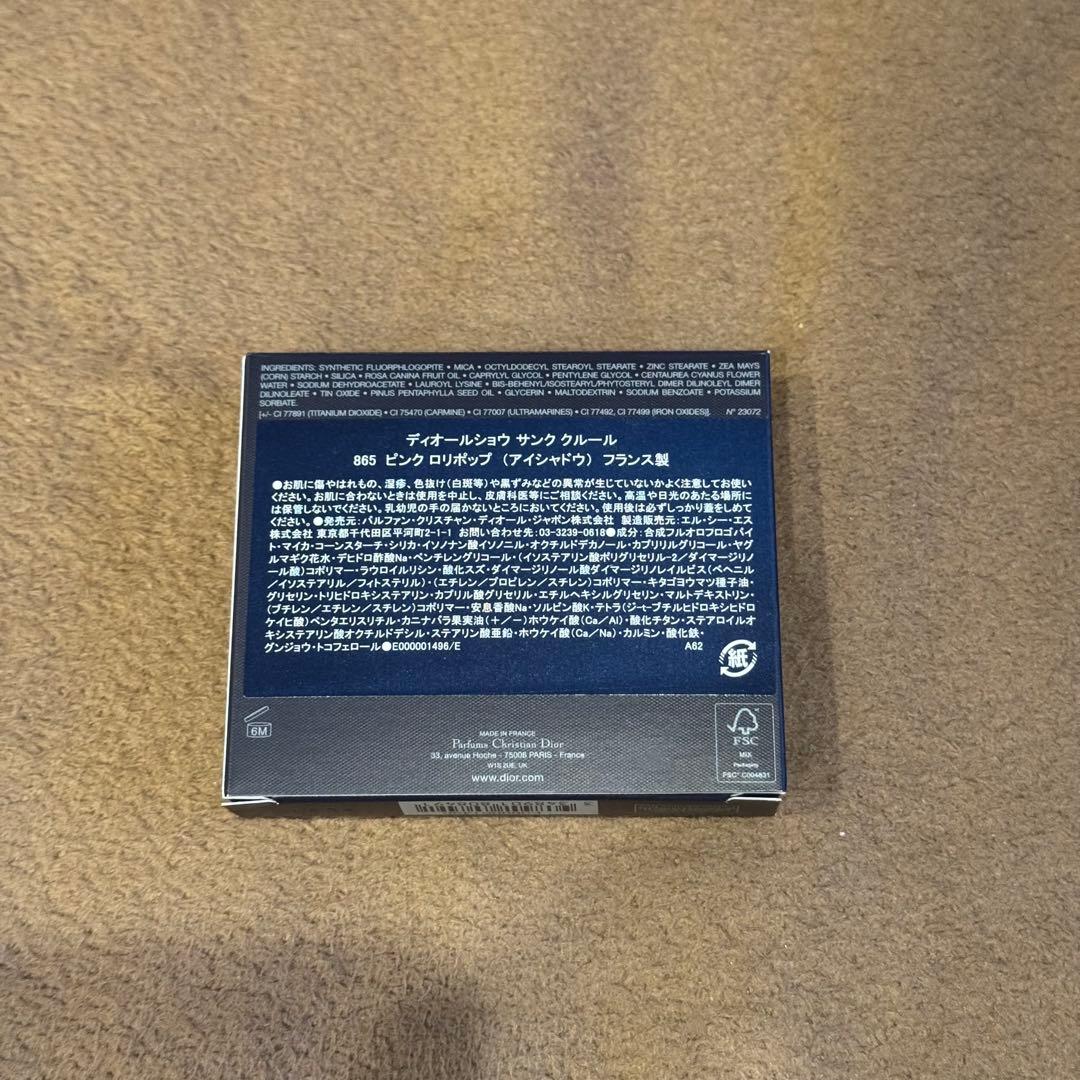 INGREDIENTS: SYNTHETIC FLUORPHLOGOPITE • MICA • OCTYLDODECYL STEAROYL STEARATE • ZINC STEARATE • ZEA MAYS
(CORN) STARCH • SILICA • ROSA CANINA FRUIT OIL • CAPRYLYL GLYCOL • PENTYLENE GLYCOL • CENTAUREA CYANUS FLOWER
WATER • SODIUM DEHYDROACETATE • LAUROYL LYSINE • BIS-BEHENYL/ISOSTEARYL/PHYTOSTERYL DIMER DILINOLEYL DIMER
DILINOLEATE • TIN OXIDE • PINUS PENTAPHYLLA SEED OIL • GLYCERIN • MALTODEXTRIN • SODIUM BENZOATE • POTASSIUM
SORBATE.
[+/- CI 77891 (TITANIUM DIOXIDE) • CI 75470 (CARMINE) • CI 77007 (ULTRAMARINES) • CI 77492, CI 77499 (IRON OXIDES)]. N° 23072
ディオールショウ サンク クルール
865 ピンク ロリポップ (アイシャドウ) フランス製
●お肌に傷やはれもの、湿疹、色抜け(白斑等)や黒ずみなどの異常が生じていないかよく注意してお使い
ください。お肌に合わないときは使用を中止し、皮膚科医等にご相談ください。高温や日光のあたる場所に
は保管しないでください。乳幼児の手の届かないところにおいてください。使用後は必ずしっかり蓋をしめて
ください。●発売元:パルファン・クリスチャン・ディオール・ジャポン株式会社 製造販売元:エル・シー・エス
株式会社 東京都千代田区平河町2-1-1 お問い合わせ先:03-3239-0618●成分:合成フルオロフロゴパイ
ト・マイカ・コーンスターチ・シリカ・イソノナン酸イソノニル・オクチルドデカノール・カプリリルグリコール・ヤグ
ルマギク花水・デヒドロ酢酸Na・ペンチレングリコール・(イソステアリン酸ポリグリセリル-2/ダイマージリノ
ール酸)コポリマー・ラウロイルリシン・酸化スズ・ダイマージリノール酸ダイマージリノレイルビス(ベヘニル
/イソステアリル/フィトステリル)・(エチレン/プロピレン/スチレン)コポリマー・キタゴヨウマツ種子油・
グリセリン・トリヒドロキシステアリン・カプリル酸グリセリル・エチルヘキシルグリセリン・マルトデキストリン・
(ブチレン/エチレン/スチレン)コポリマー・安息香酸Na・ソルビン酸K・テトラ(ジ-t-ブチルヒドロキシヒドロ
ケイヒ酸)ペンタエリスリチル・カニナバラ果実油(+/-)ホウケイ酸(Ca/Al)・酸化チタン・ステアロイルオ
キシステアリン酸オクチルドデシル・ステアリン酸亜鉛・ホウケイ酸(Ca/Na)・カルミン・酸化鉄・
グンジョウ・トコフェロール●E000001496/E A62
紙
6M
MADE IN FRANCE
Parfums Christian Dior
33, avenue Hoche - 75008 PARIS - France
W1S 2UE, UK
www.dior.com
FSC
MIX
Packaging
FSC® C004831